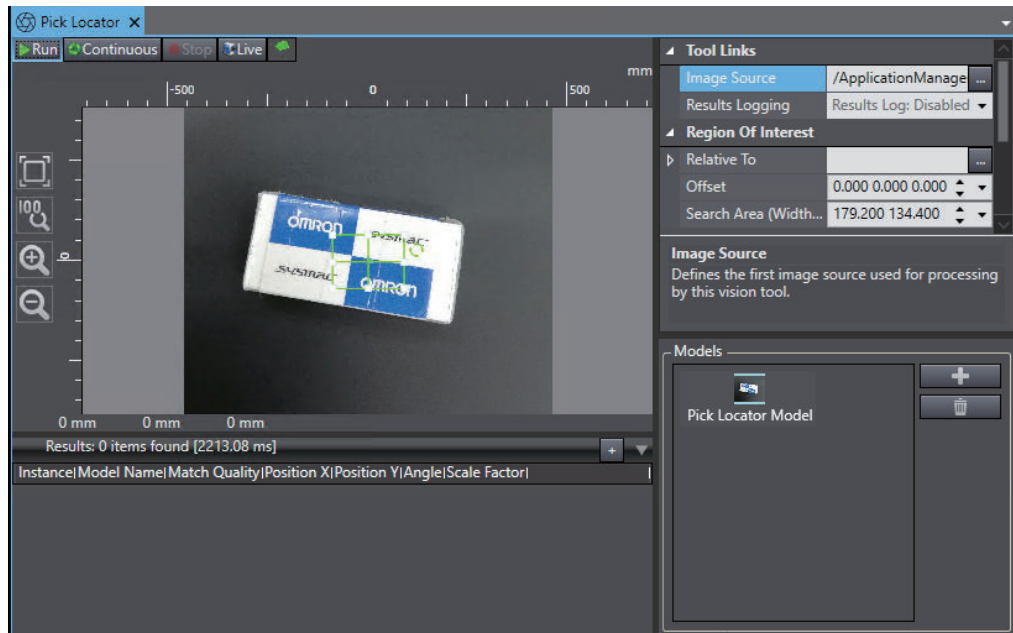 Pick Locator
Run Continuous Stop Live
mm
-500 0 500
0
100
OMRON sysmac
sysmac OMRON
0 mm 0 mm 0 mm
Results: 0 items found [2213.08 ms]
+
Instance|Model Name|Match Quality|Position X|Position Y|Angle|Scale Factor|
Tool Links
Image Source /ApplicationManage ...
Results Logging Results Log: Disabled
Region Of Interest
Relative To ...
Offset 0.000 0.000 0.000
Search Area (Width... 179.200 134.400
Image Source
Defines the first image source used for processing
by this vision tool.
Models
Pick Locator Model